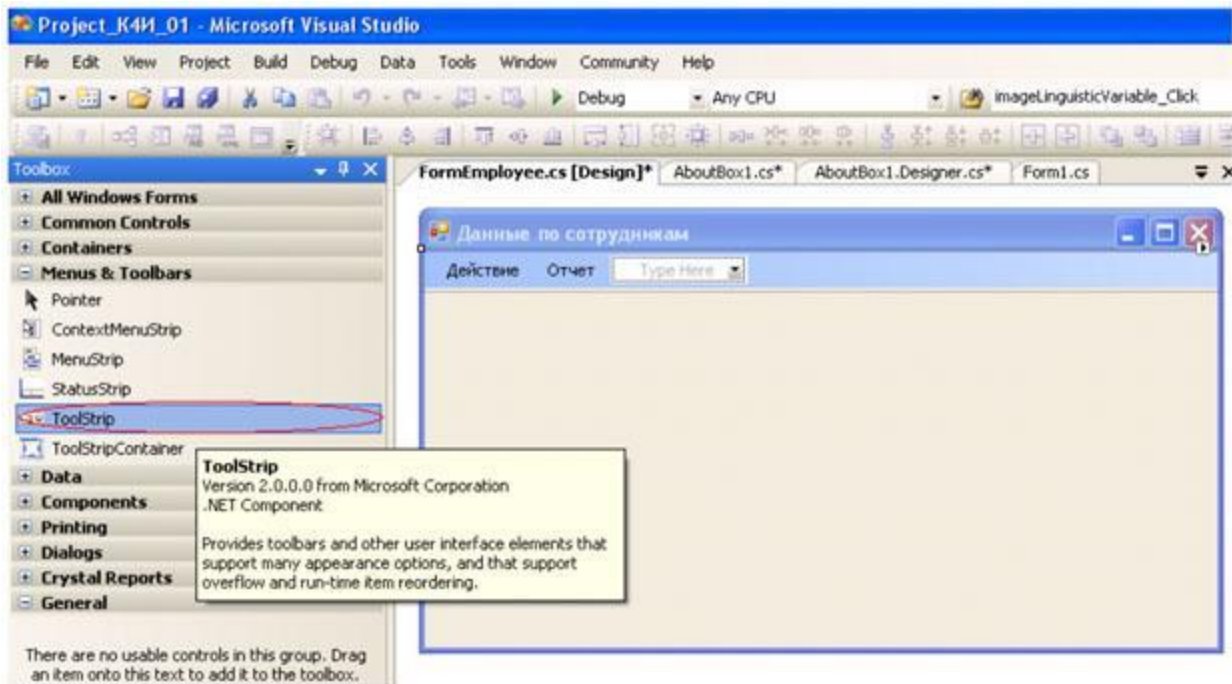 Project_К4И_01 - Microsoft Visual Studio
File Edit View Project Build Debug Data Tools Window Community Help
Debug Any CPU imageLinguisticVariable_Click
Toolbox
FormEmployee.cs [Design]* AboutBox1.cs* AboutBox1.Designer.cs* Form1.cs
All Windows Forms
Common Controls
Containers
Menus & Toolbars
Pointer
ContextMenuStrip
MenuStrip
StatusStrip
ToolStrip
ToolStripContainer
Data
Components
Printing
Dialogs
Crystal Reports
General
There are no usable controls in this group. Drag
an item onto this text to add it to the toolbox.
ToolStrip
Version 2.0.0.0 from Microsoft Corporation
.NET Component
Provides toolbars and other user interface elements that
support many appearance options, and that support
overflow and run-time item reordering.
Данные по сотрудникам
Действие Отчет Type Here